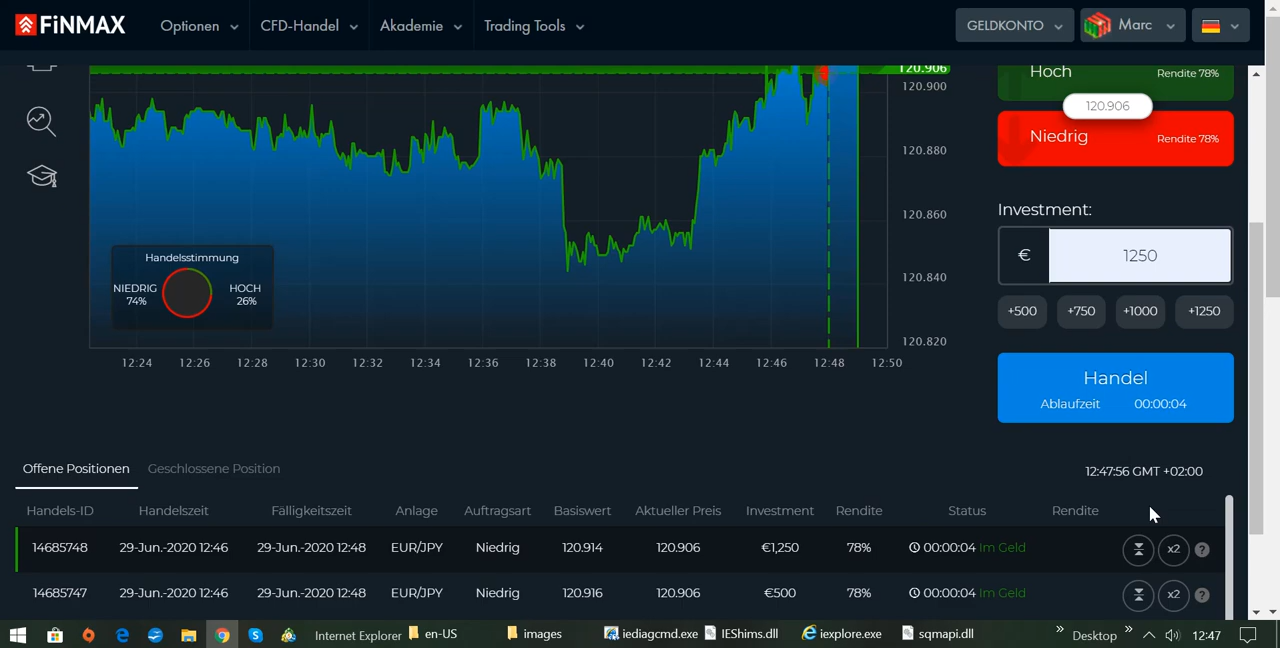 FiNMAX
Optionen
CFD-Handel
Akademie
Trading Tools
GELDKONTO
Marc
120.906
120.900
120.880
120.860
120.840
120.820
Handelsstimmung
NIEDRIG
74%
HOCH
26%
12:24 12:26 12:28 12:30 12:32 12:34 12:36 12:38 12:40 12:42 12:44 12:46 12:48 12:50
Hoch Rendite 78%
120.906
Niedrig Rendite 78%
Investment:
€ 1250
+500 +750 +1000 +1250
Handel
Ablaufzeit 00:00:04
Offene Positionen Geschlossene Position
12:47:56 GMT +02:00
Handels-ID Handelszeit Fälligkeitszeit Anlage Auftragsart Basiswert Aktueller Preis Investment Rendite Status Rendite
14685748 29-Jun.-2020 12:46 29-Jun.-2020 12:48 EUR/JPY Niedrig 120.914 120.906 €1,250 78% 00:00:04 Im Geld x2 ?
14685747 29-Jun.-2020 12:46 29-Jun.-2020 12:48 EUR/JPY Niedrig 120.916 120.906 €500 78% 00:00:04 Im Geld x2 ?
Internet Explorer en-US images iediagcmd.exe IEShims.dll iexplore.exe sqmapi.dll » Desktop » 12:47